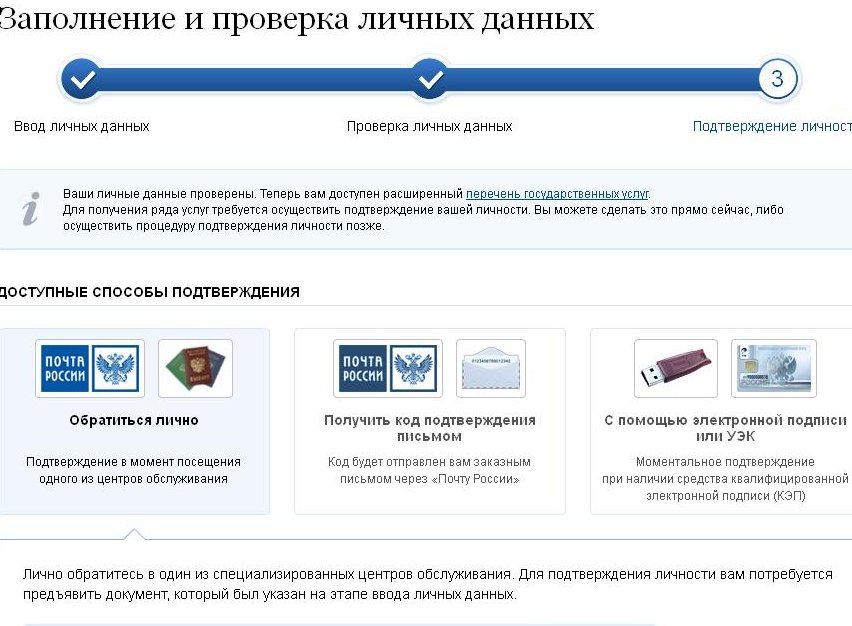 Заполнение и проверка личных данных
3
Ввод личных данных
Проверка личных данных
Подтверждение личност
Ваши личные данные проверены. Теперь вам доступен расширенный перечень государственных услуг.
Для получения ряда услуг требуется осуществить подтверждение вашей личности. Вы можете сделать это прямо сейчас, либо
осуществить процедуру подтверждения личности позже.
ДОСТУПНЫЕ СПОСОБЫ ПОДТВЕРЖДЕНИЯ
ПОЧТА
РОССИИ
Обратиться лично
Подтверждение в момент посещения
одного из центров обслуживания
ПОЧТА
РОССИИ
Получить код подтверждения
письмом
Код будет отправлен вам заказным
письмом через «Почту России»
С помощью электронной подписи
или УЭК
Моментальное подтверждение
при наличии средства квалифицированной
электронной подписи (КЭП)
Лично обратитесь в один из специализированных центров обслуживания. Для подтверждения личности вам потребуется
предъявить документ, который был указан на этапе ввода личных данных.